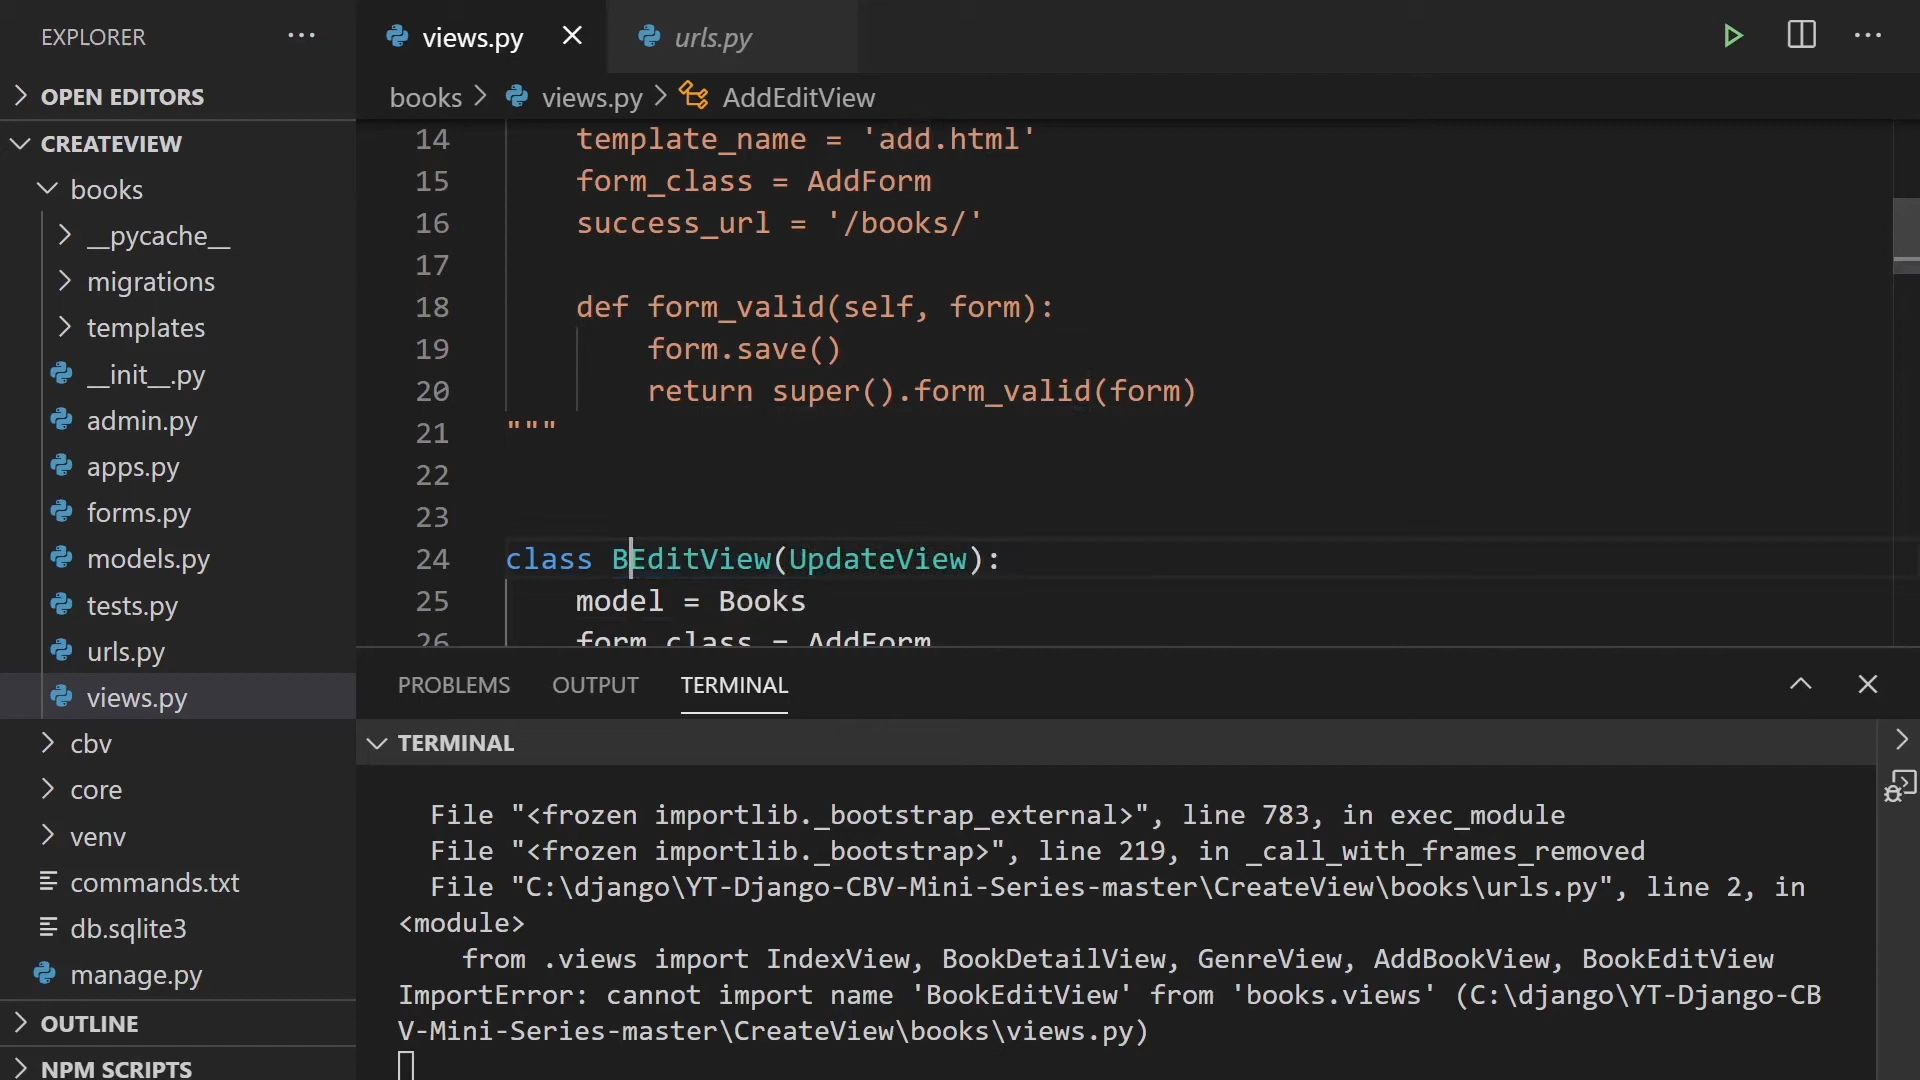 EXPLORER
OPEN EDITORS
CREATEVIEW
books
__pycache__
migrations
templates
__init__.py
admin.py
apps.py
forms.py
models.py
tests.py
urls.py
views.py
cbv
core
venv
commands.txt
db.sqlite3
manage.py
OUTLINE
NPM SCRIPTS
views.py
urls.py
books > views.py > AddEditView
14 template_name = 'add.html'
15 form_class = AddForm
16 success_url = '/books/'
17
18 def form_valid(self, form):
19 form.save()
20 return super().form_valid(form)
21 """
22
23
24 class BEditView(UpdateView):
25 model = Books
26 form_class = AddForm
PROBLEMS OUTPUT TERMINAL
TERMINAL
File "<frozen importlib._bootstrap_external>", line 783, in exec_module
File "<frozen importlib._bootstrap>", line 219, in _call_with_frames_removed
File "C:\django\YT-Django-CBV-Mini-Series-master\CreateView\books\urls.py", line 2, in
<module>
from .views import IndexView, BookDetailView, GenreView, AddBookView, BookEditView
ImportError: cannot import name 'BookEditView' from 'books.views' (C:\django\YT-Django-CB
V-Mini-Series-master\CreateView\books\views.py)